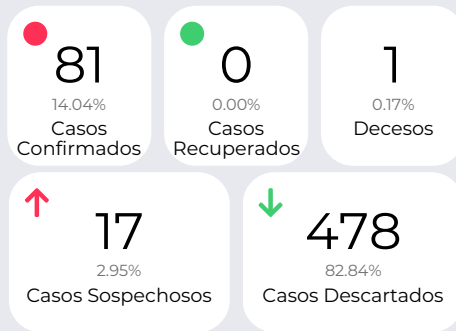 81
14.04%
Casos
Confirmados
0
0.00%
Casos
Recuperados
1
0.17%
Decesos
17
2.95%
Casos Sospechosos
478
82.84%
Casos Descartados